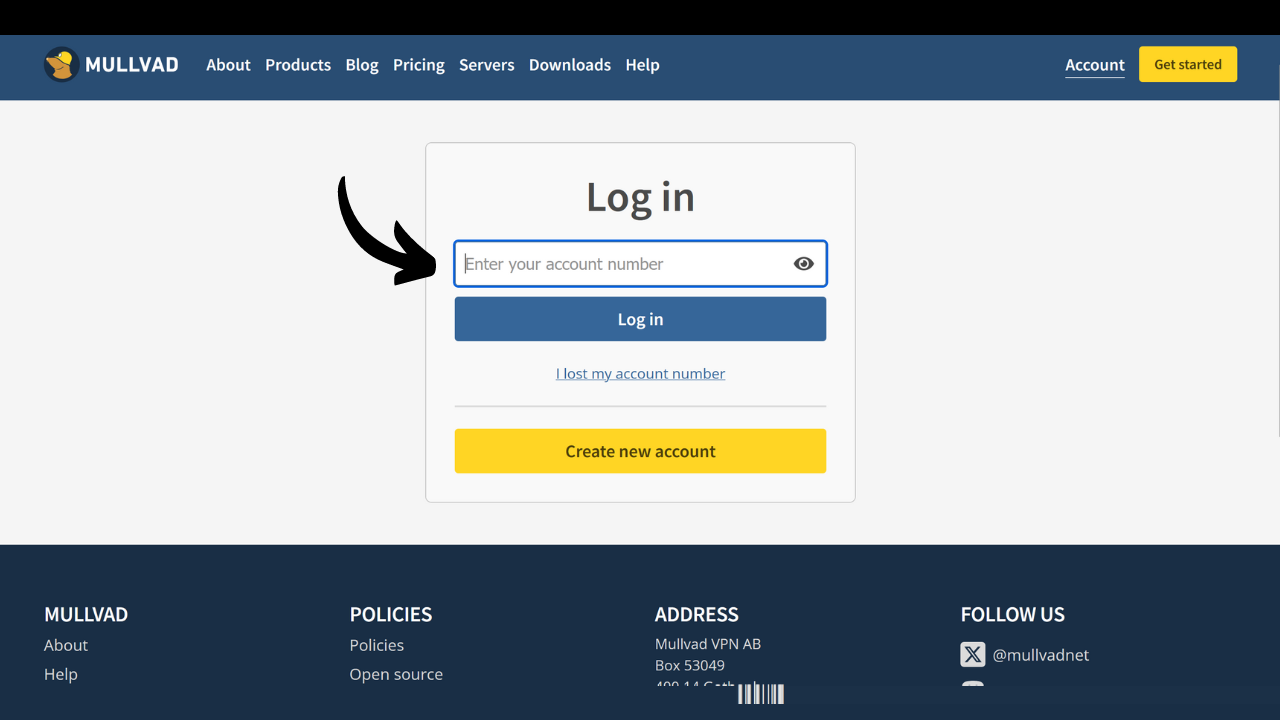 MULLVAD
About Products Blog Pricing Servers Downloads Help
Account
Get started
Log in
Enter your account number
Log in
I lost my account number
Create new account
MULLVAD
About
Help
POLICIES
Policies
Open source
ADDRESS
Mullvad VPN AB
Box 53049
FOLLOW US
@mullvadnet